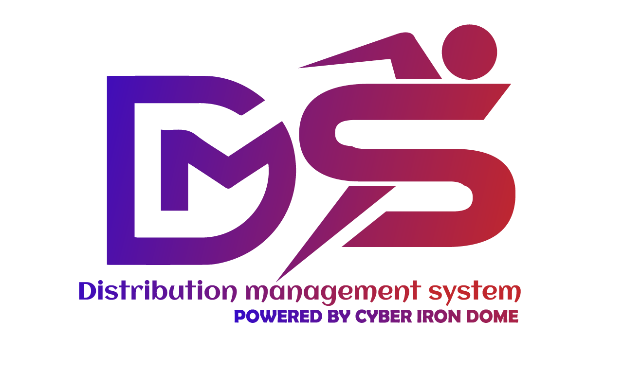 DMS
Distribution management system
POWERED BY CYBER IRON DOME